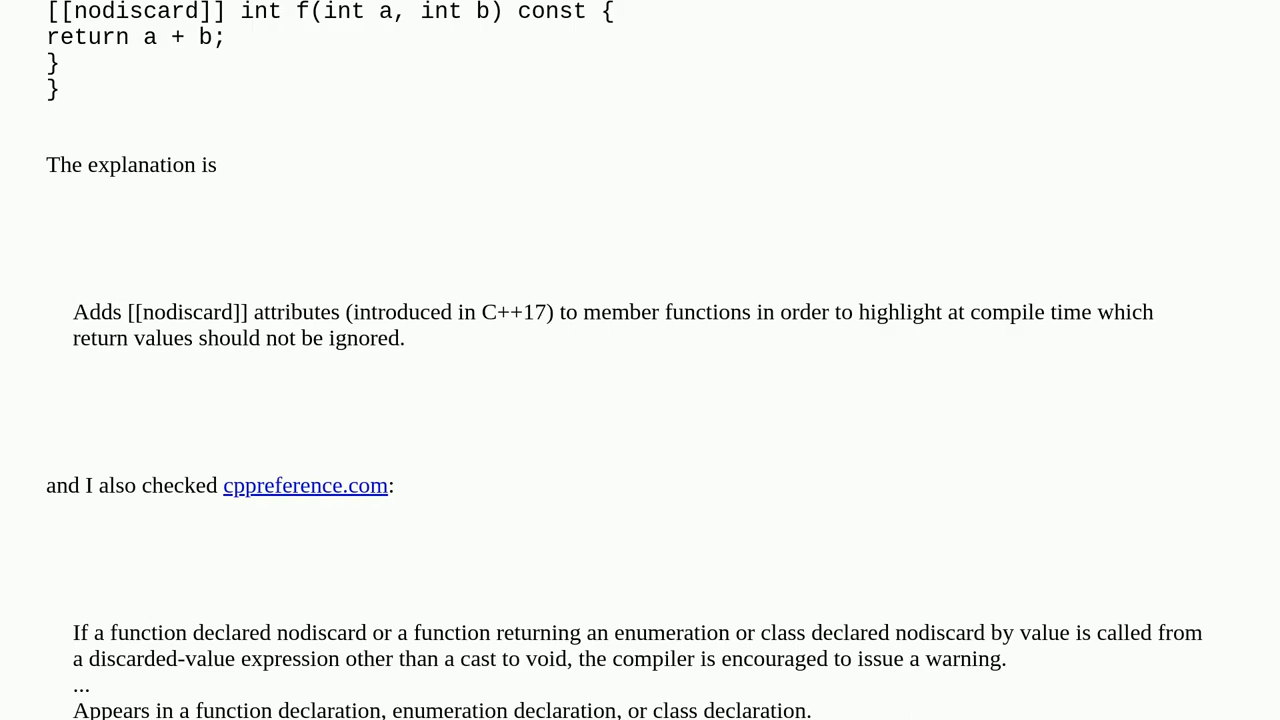 [[nodiscard]] int f(int a, int b) const {
return a + b;
}
}
The explanation is
Adds [[nodiscard]] attributes (introduced in C++17) to member functions in order to highlight at compile time which
return values should not be ignored.
and I also checked cppreference.com:
If a function declared nodiscard or a function returning an enumeration or class declared nodiscard by value is called from
a discarded-value expression other than a cast to void, the compiler is encouraged to issue a warning.
...
Appears in a function declaration, enumeration declaration, or class declaration.